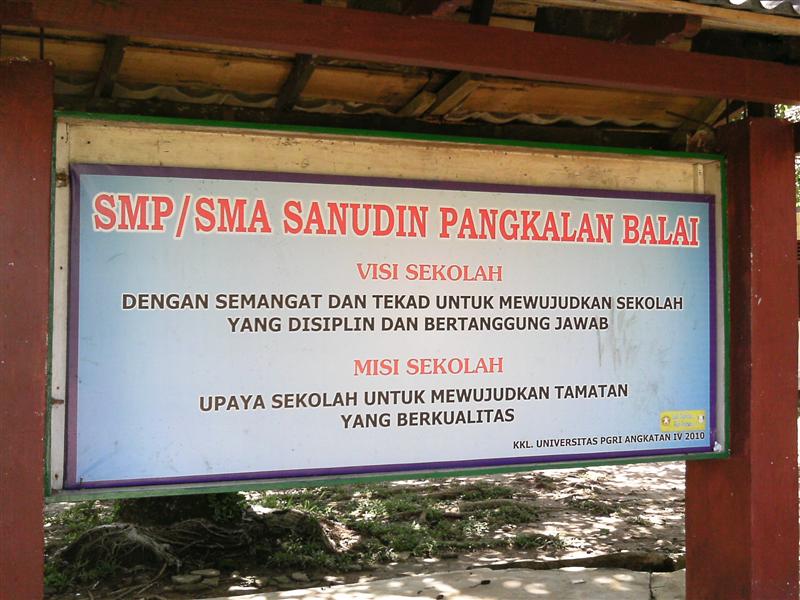 SMP/SMA SANUDIN PANGKALAN BALAI
VISI SEKOLAH
DENGAN SEMANGAT DAN TEKAD UNTUK MEWUJUDKAN SEKOLAH
YANG DISIPLIN DAN BERTANGGUNG JAWAB
MISI SEKOLAH
UPAYA SEKOLAH UNTUK MEWUJUDKAN TAMATAN
YANG BERKUALITAS
KKL. UNIVERSITAS PGRI ANGKATAN IV 2010